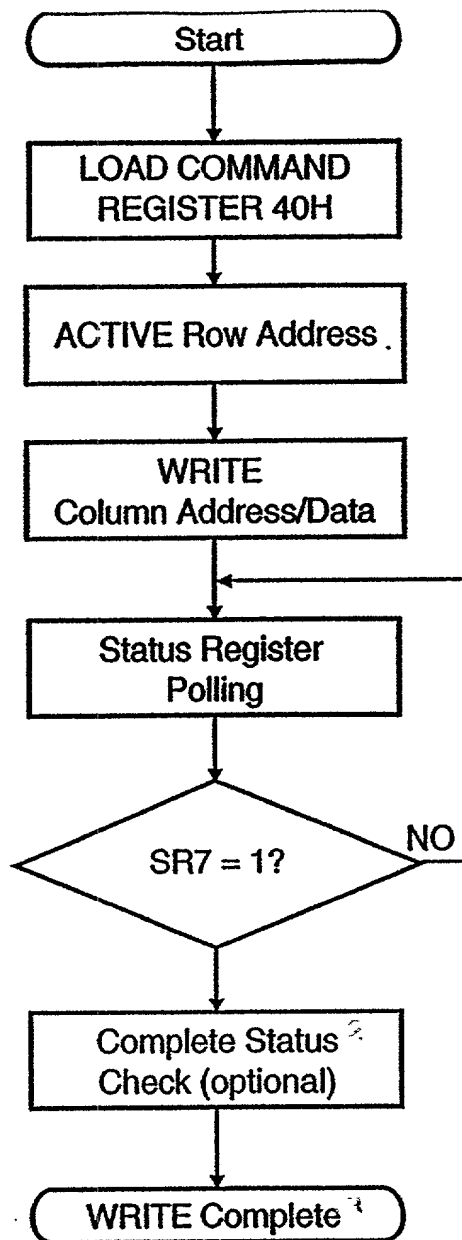 Start
LOAD COMMAND
REGISTER 40H
ACTIVE Row Address
WRITE
Column Address/Data
Status Register
Polling
SR7 = 1?
NO
Complete Status
Check (optional)
WRITE Complete